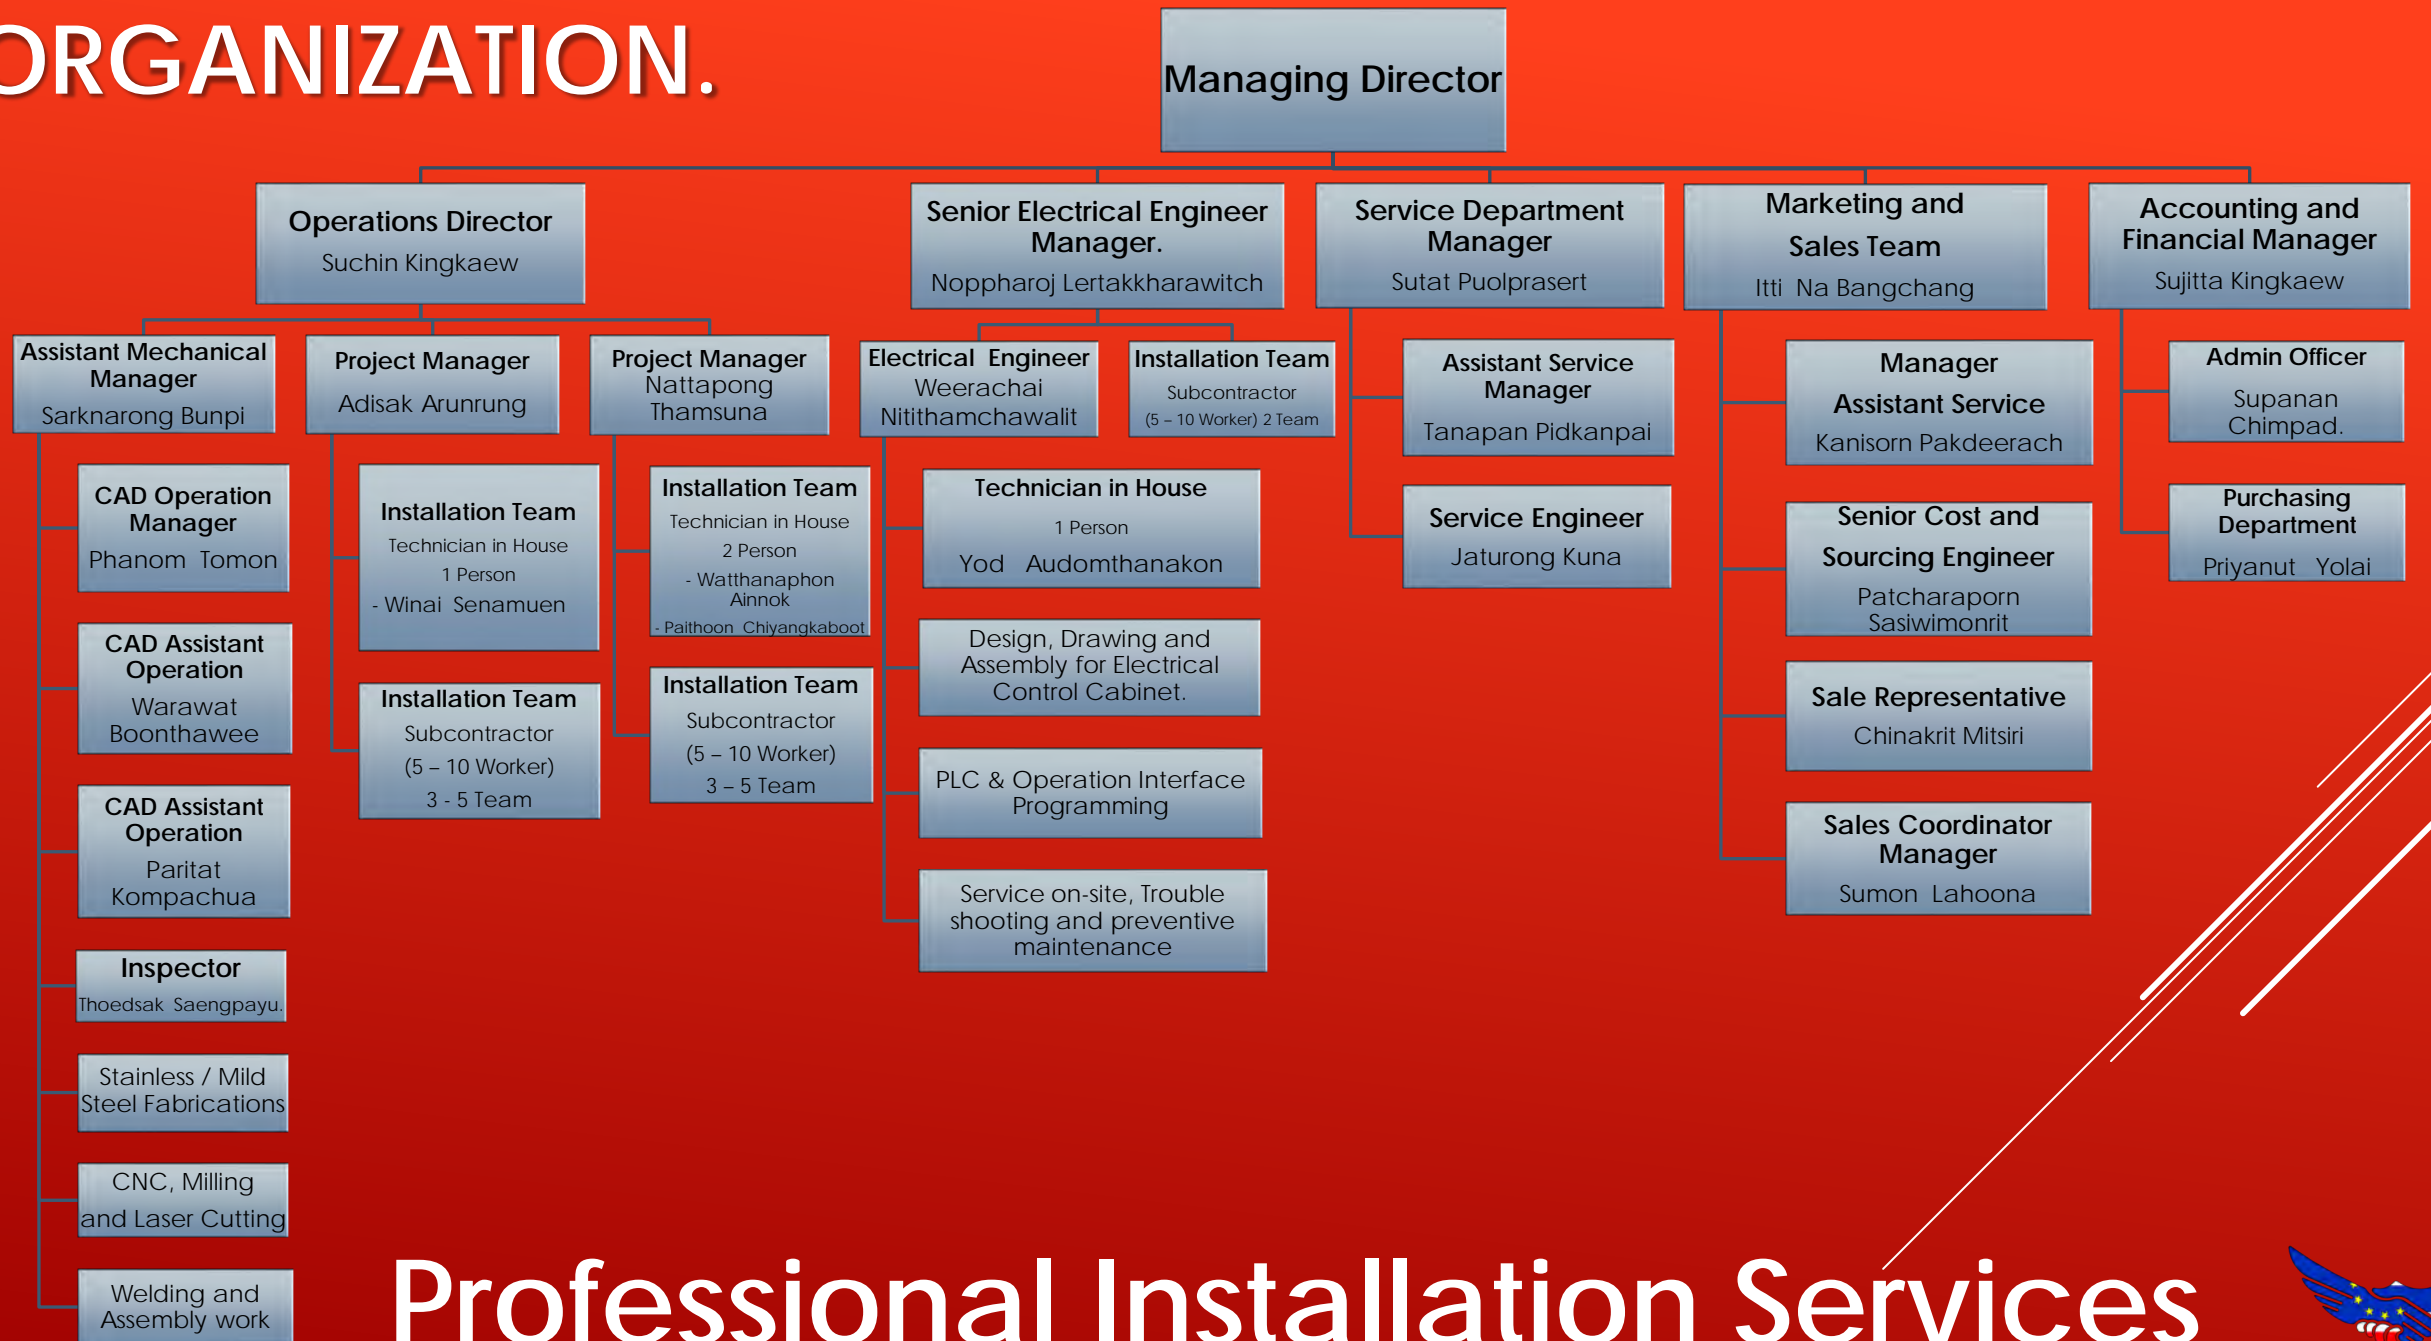 ORGANIZATION.
Managing Director
Operations Director
Suchin Kingkaew
Senior Electrical Engineer
Manager.
Noppharoj Lertakkharawitch
Service Department
Manager
Sutat Puolprasert
Marketing and
Sales Team
Itti Na Bangchang
Accounting and
Financial Manager
Sujitta Kingkaew
Assistant Mechanical
Manager
Sarknarong Bunpi
Project Manager
Adisak Arunrung
Project Manager
Nattapong
Thamsuna
Electrical Engineer
Weerachai
Nitithamchawalit
Installation Team
Subcontractor
(5 – 10 Worker) 2 Team
Assistant Service
Manager
Tanapan Pidkanpai
Manager
Assistant Service
Kanisorn Pakdeerach
Admin Officer
Supanan
Chimpad.
CAD Operation
Manager
Phanom Tomon
Installation Team
Technician in House
1 Person
- Winai Senamuen
Installation Team
Technician in House
2 Person
- Watthanaphon
Ainnok
- Paithoon Chiyangkaboot
Technician in House
1 Person
Yod Audomthanakon
Service Engineer
Jaturong Kuna
Senior Cost and
Sourcing Engineer
Patcharaporn
Sasiwimonrit
Purchasing
Department
Priyanut Yolai
CAD Assistant
Operation
Warawat
Boonthawee
Installation Team
Subcontractor
(5 – 10 Worker)
3 - 5 Team
Installation Team
Subcontractor
(5 – 10 Worker)
3 – 5 Team
Design, Drawing and
Assembly for Electrical
Control Cabinet.
Sale Representative
Chinakrit Mitsiri
CAD Assistant
Operation
Paritat
Kompachua
PLC & Operation Interface
Programming
Sales Coordinator
Manager
Sumon Lahoona
Inspector
Thoedsak Saengpayu.
Service on-site, Trouble
shooting and preventive
maintenance
Stainless / Mild
Steel Fabrications
CNC, Milling
and Laser Cutting
Welding and
Assembly work
Professional Installation Services